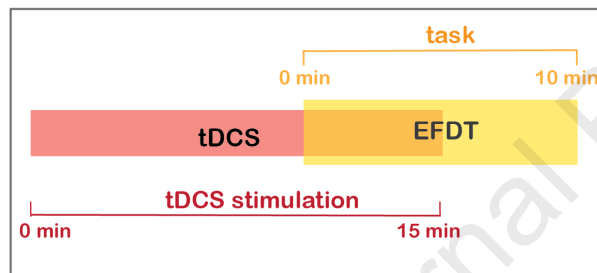 task
0 min 10 min
tDCS EFDT
tDCS stimulation
0 min 15 min